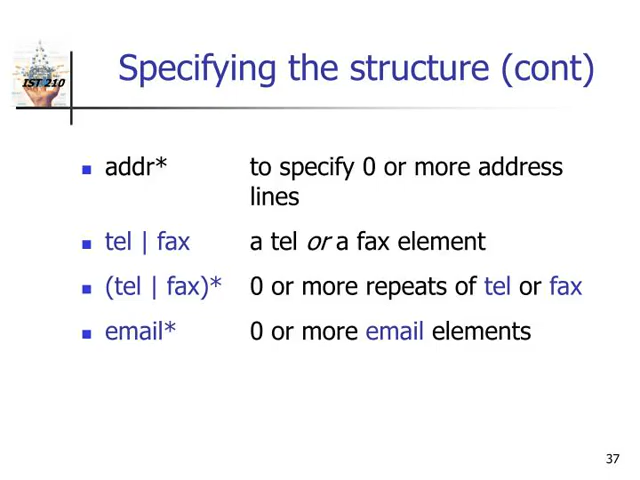 IST 210
Specifying the structure (cont)
addr* to specify 0 or more address
lines
tel | fax a tel or a fax element
(tel | fax)* 0 or more repeats of tel or fax
email* 0 or more email elements
37